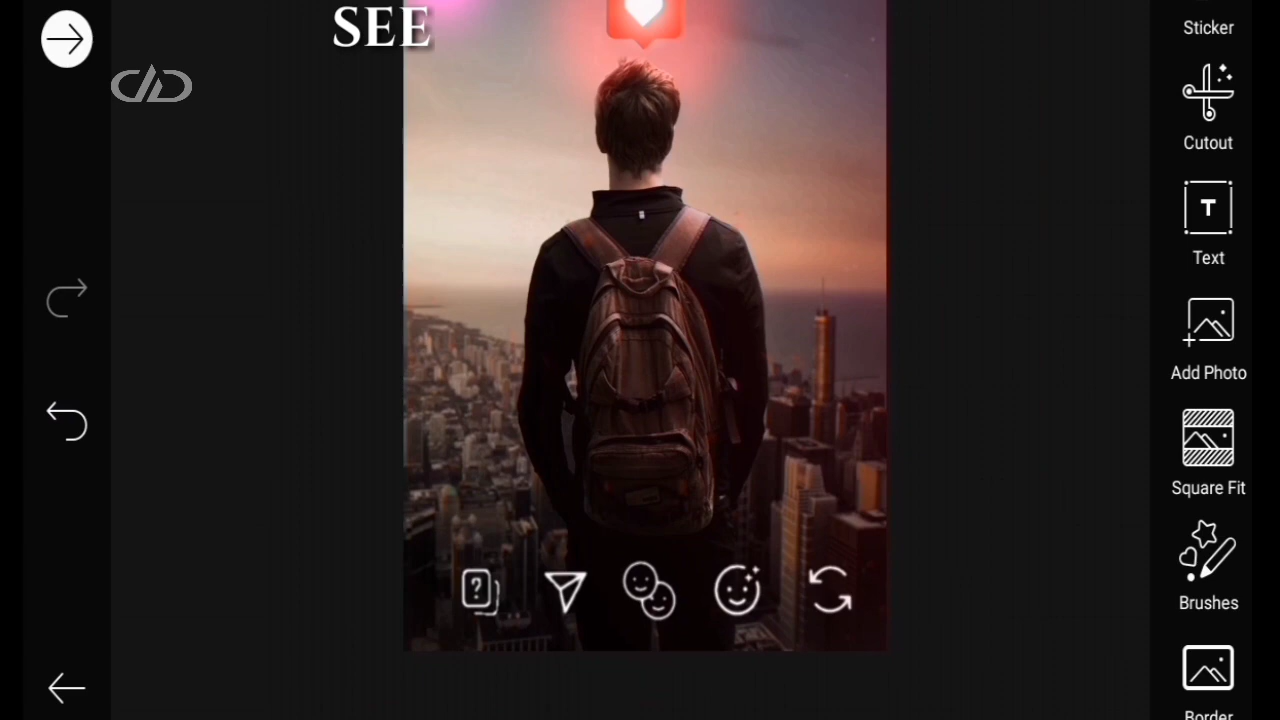 SEE
Sticker
Cutout
T
Text
Add Photo
Square Fit
?
Brushes
Border